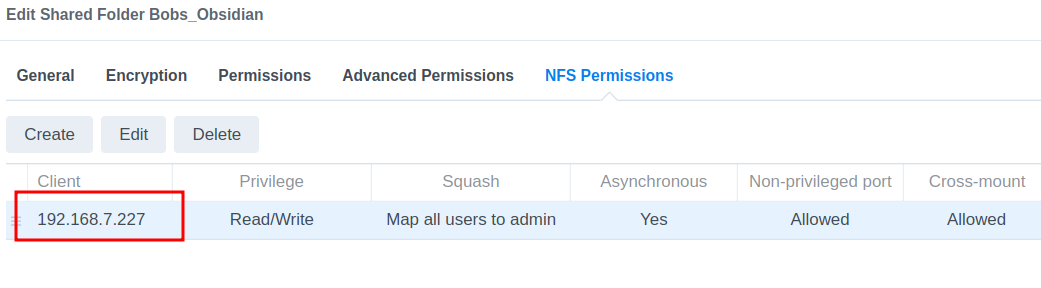 Edit Shared Folder Bobs_Obsidian
General Encryption Permissions Advanced Permissions NFS Permissions
Create Edit Delete
Client Privilege Squash Asynchronous Non-privileged port Cross-mount
192.168.7.227 Read/Write Map all users to admin Yes Allowed Allowed